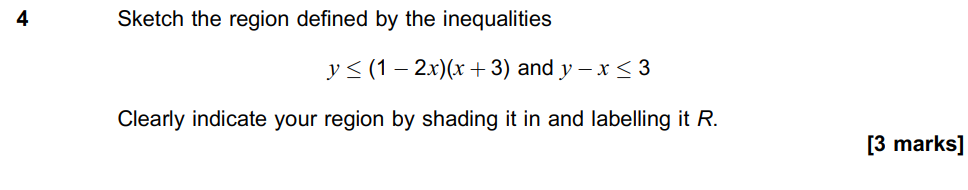 4 Sketch the region defined by the inequalities
y ≤ (1 – 2x)(x + 3) and y – x ≤ 3
Clearly indicate your region by shading it in and labelling it R.
[3 marks]